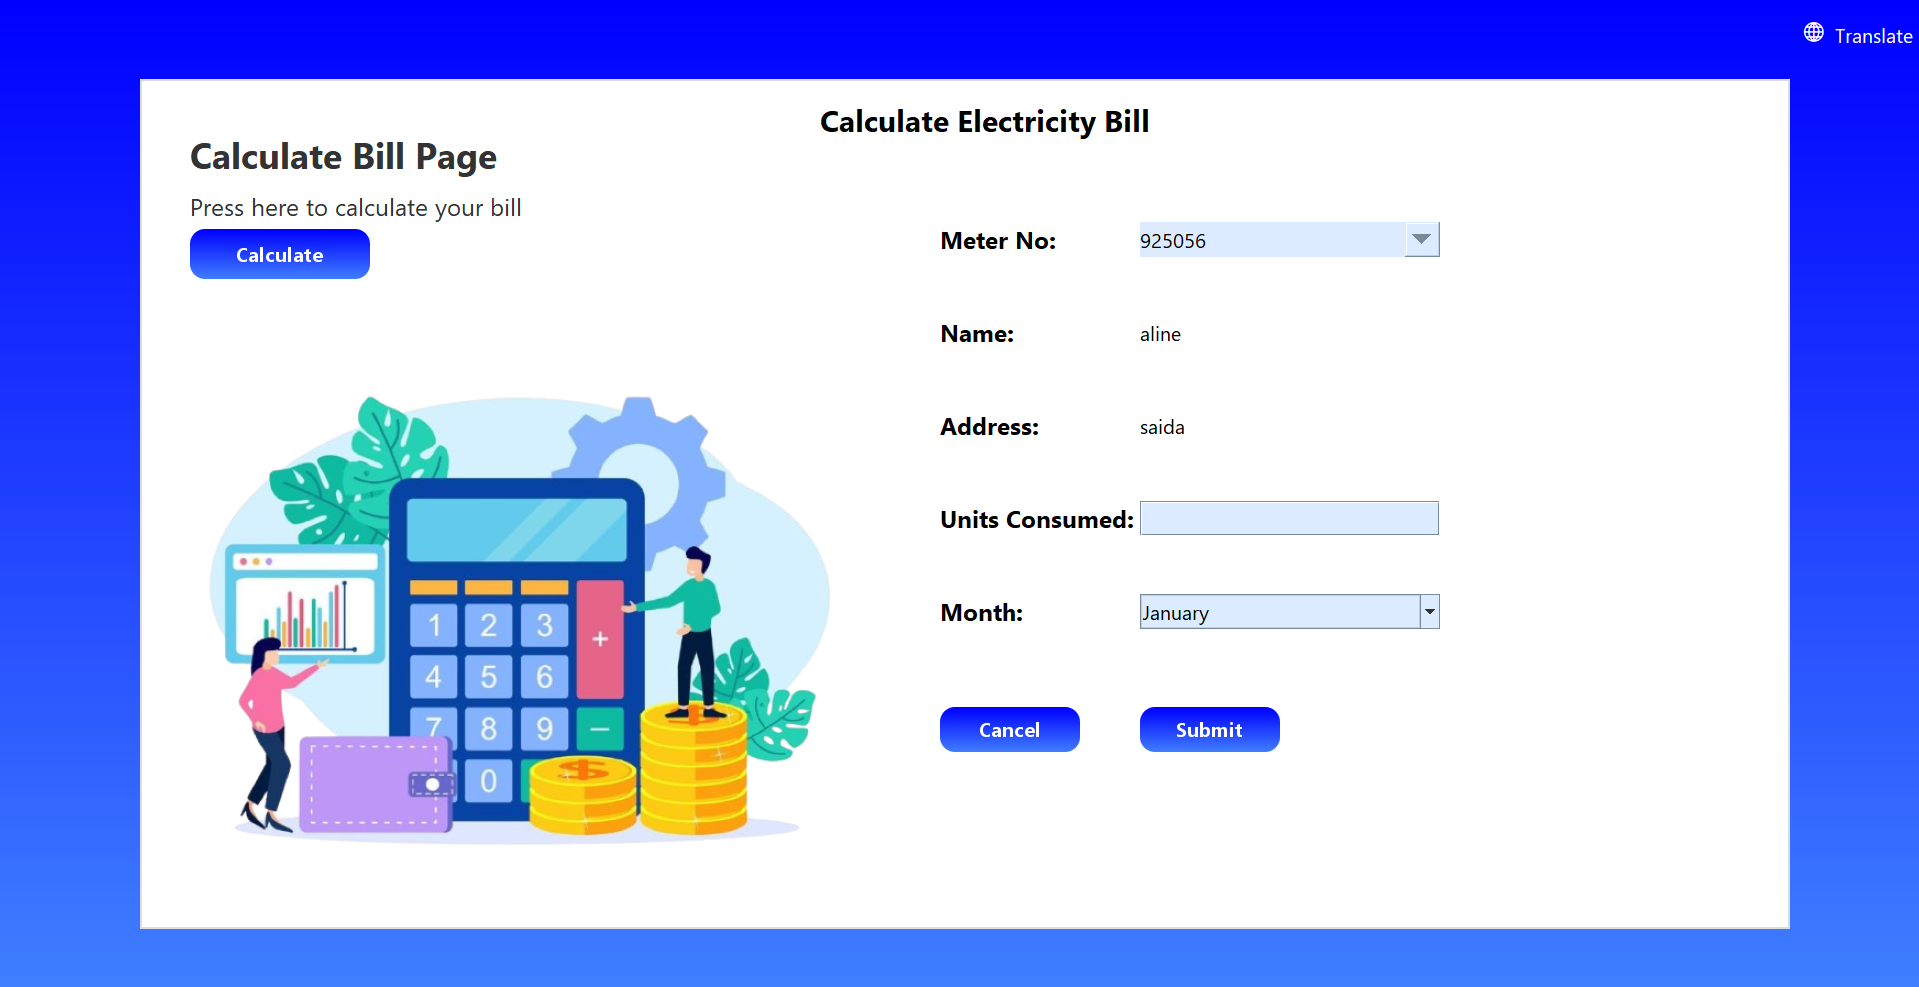 Translate
Calculate Electricity Bill
Calculate Bill Page
Press here to calculate your bill
Calculate
Meter No: 925056
Name: aline
Address: saida
Units Consumed:
Month: January
Cancel Submit
1 2 3 +
4 5 6
7 8 9 −
0
$ $